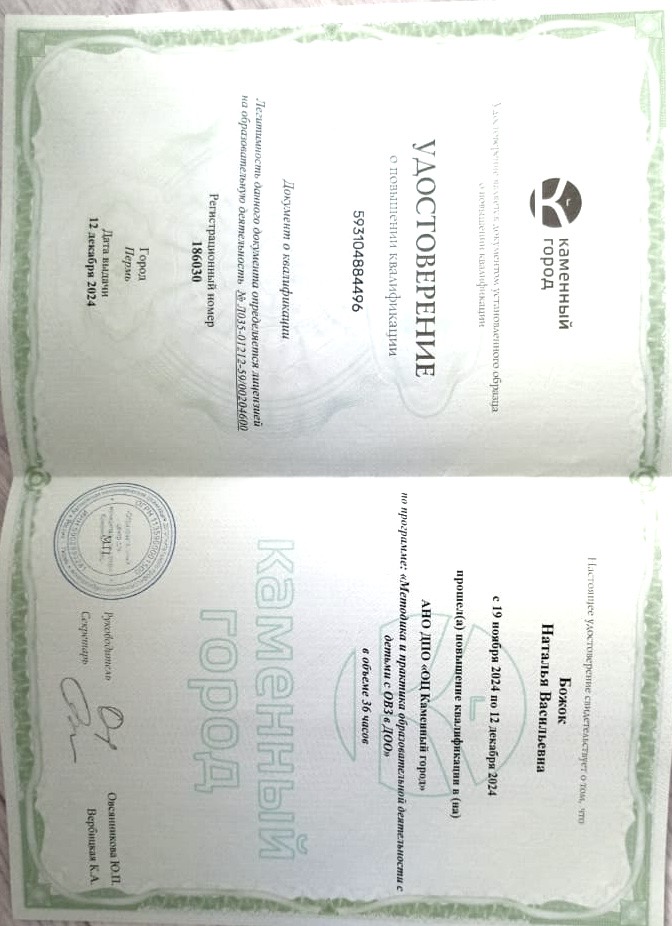 каменный
город
Удостоверение является документом установленного образца
о повышении квалификации
УДОСТОВЕРЕНИЕ
о повышении квалификации
593104884496
Документ о квалификации
Легитимность данного документа определяется лицензией
на образовательную деятельность № Л035-01212-59/00204600
Регистрационный номер
186030
Город
Пермь
Дата выдачи
12 декабря 2024
Настоящее удостоверение свидетельствует о том, что
Божок
Наталья Васильевна
с 19 ноября 2024 по 12 декабря 2024
прошел(а) повышение квалификации в (на)
АНО ДПО «ОЦ Каменный город»
по программе: «Методика и практика образовательной деятельности с
детьми с ОВЗ в ДОО»
в объеме 36 часов
каменный
город
М.П.
Руководитель Овсянникова Ю.П.
Секретарь Вербицкая К.А.